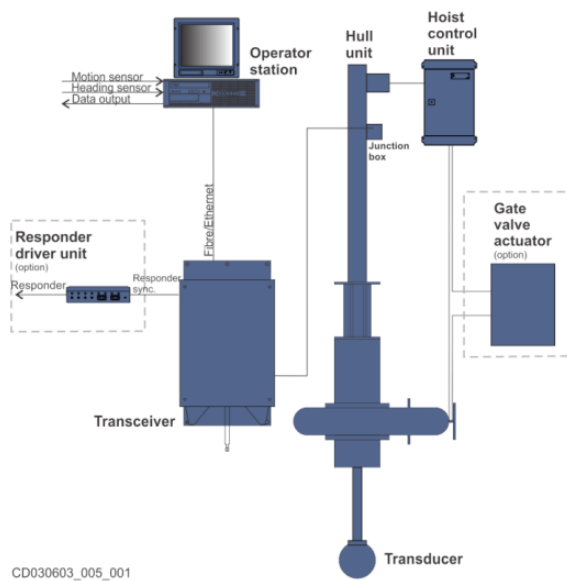 Operator
station
Motion sensor
Heading sensor
Data output
Hull
unit
Hoist
control
unit
Junction
box
Fibre/Ethernet
Responder
driver unit
(option)
Responder
Responder
sync.
Gate
valve
actuator
(option)
Transceiver
Transducer
CD030603_005_001